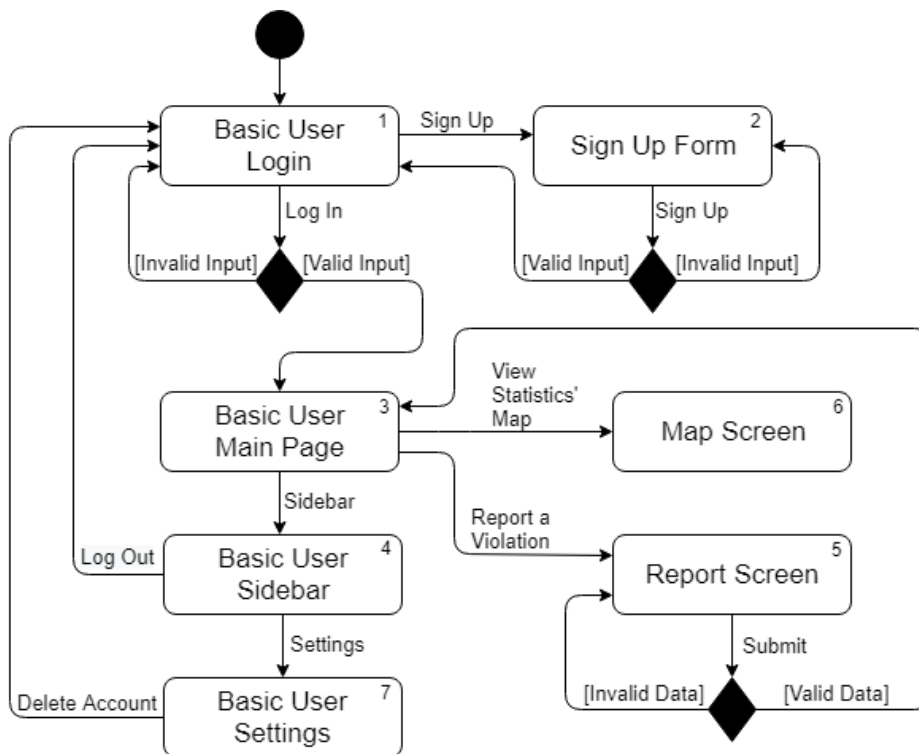 1
Basic User
Login
Sign Up
2
Sign Up Form
Log In
Sign Up
[Invalid Input]
[Valid Input]
[Valid Input]
[Invalid Input]
3
Basic User
Main Page
View
Statistics'
Map
6
Map Screen
Sidebar
Report a
Violation
4
Basic User
Sidebar
Log Out
5
Report Screen
Settings
Submit
7
Basic User
Settings
Delete Account
[Invalid Data]
[Valid Data]